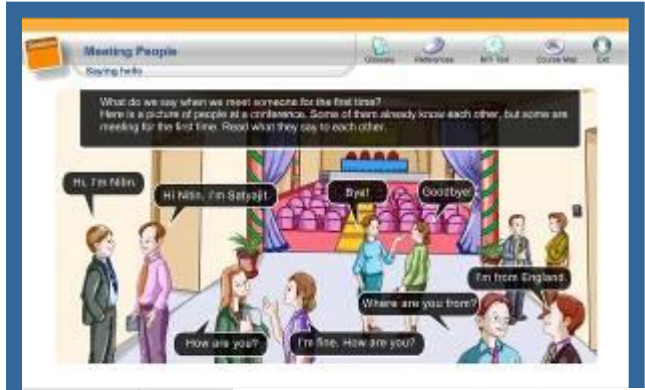 Meeting People
Saying hello
Glossary
References
Course Map
Exit
What do we say when we meet someone for the first time?
Here is a picture of people at a conference. Some of them already know each other, but some are
meeting for the first time. Read what they say to each other.
Hi, I'm Nitin.
Hi Nitin, I'm Satyajit.
Bye!
Goodbye!
I'm from England.
Where are you from?
How are you?
I'm fine. How are you?